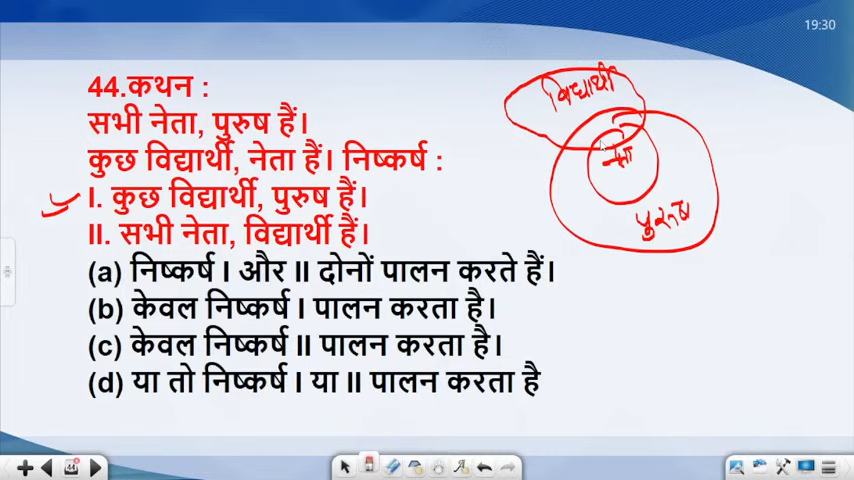 19:30
44.कथन :
सभी नेता, पुरुष हैं।
कुछ विद्यार्थी, नेता हैं। निष्कर्ष :
I. कुछ विद्यार्थी, पुरुष हैं।
II. सभी नेता, विद्यार्थी हैं।
(a) निष्कर्ष I और II दोनों पालन करते हैं।
(b) केवल निष्कर्ष I पालन करता है।
(c) केवल निष्कर्ष II पालन करता है।
(d) या तो निष्कर्ष I या II पालन करता है
विद्यार्थी
नेता
पुरुष
44